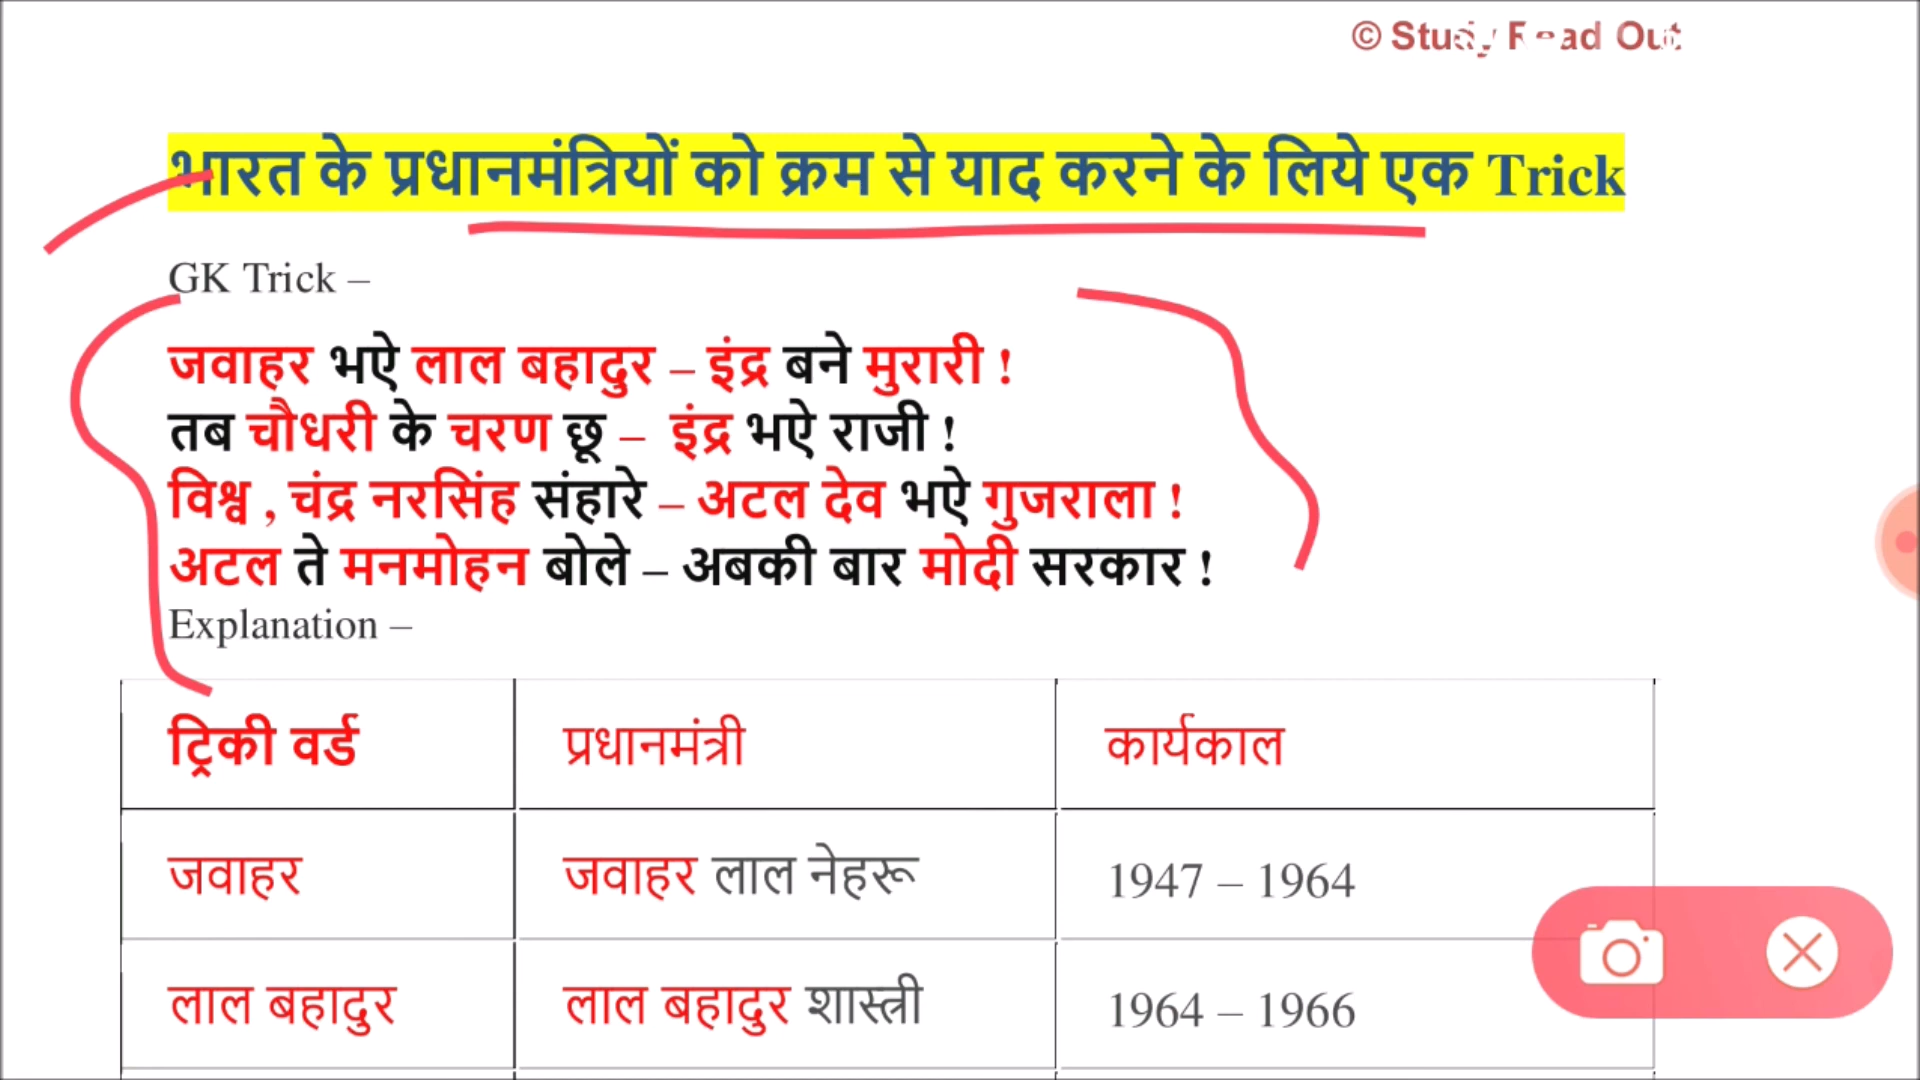 © Study Read Out
भारत के प्रधानमंत्रियों को क्रम से याद करने के लिये एक Trick
GK Trick –
जवाहर भऐ लाल बहादुर – इंद्र बने मुरारी !
तब चौधरी के चरण छू – इंद्र भऐ राजी !
विश्व , चंद्र नरसिंह संहारे – अटल देव भऐ गुजराला !
अटल ते मनमोहन बोले – अबकी बार मोदी सरकार !
Explanation –
ट्रिकी वर्ड प्रधानमंत्री कार्यकाल
जवाहर जवाहर लाल नेहरू 1947 – 1964
लाल बहादुर लाल बहादुर शास्त्री 1964 – 1966